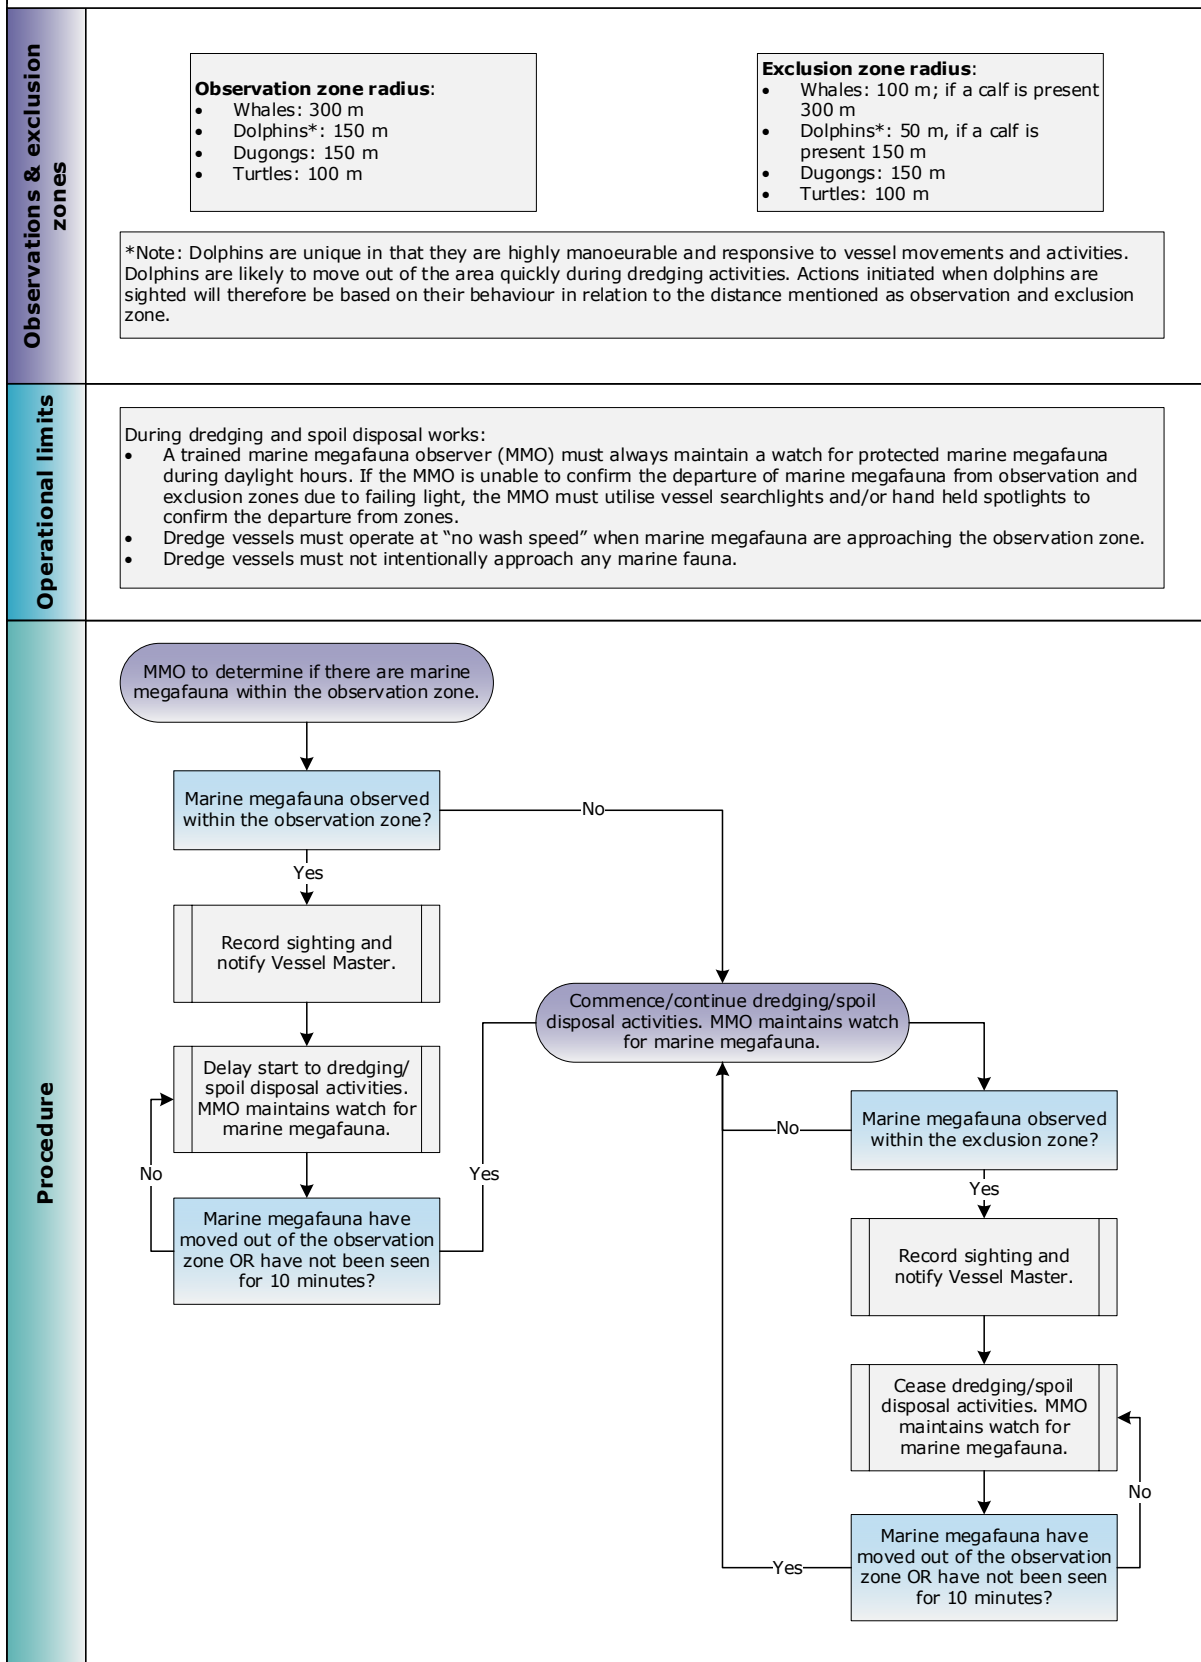 Observations & exclusion
zones
Observation zone radius:
• Whales: 300 m
• Dolphins*: 150 m
• Dugongs: 150 m
• Turtles: 100 m
Exclusion zone radius:
• Whales: 100 m; if a calf is present
300 m
• Dolphins*: 50 m, if a calf is
present 150 m
• Dugongs: 150 m
• Turtles: 100 m
*Note: Dolphins are unique in that they are highly manoeurable and responsive to vessel movements and activities.
Dolphins are likely to move out of the area quickly during dredging activities. Actions initiated when dolphins are
sighted will therefore be based on their behaviour in relation to the distance mentioned as observation and exclusion
zone.
Operational limits
During dredging and spoil disposal works:
• A trained marine megafauna observer (MMO) must always maintain a watch for protected marine megafauna
during daylight hours. If the MMO is unable to confirm the departure of marine megafauna from observation and
exclusion zones due to failing light, the MMO must utilise vessel searchlights and/or hand held spotlights to
confirm the departure from zones.
• Dredge vessels must operate at “no wash speed” when marine megafauna are approaching the observation zone.
• Dredge vessels must not intentionally approach any marine fauna.
Procedure
MMO to determine if there are marine
megafauna within the observation zone.
Marine megafauna observed
within the observation zone?
No
Yes
Record sighting and
notify Vessel Master.
Delay start to dredging/
spoil disposal activities.
MMO maintains watch for
marine megafauna.
No
Yes
Marine megafauna have
moved out of the observation
zone OR have not been seen
for 10 minutes?
Commence/continue dredging/spoil
disposal activities. MMO maintains watch
for marine megafauna.
Marine megafauna observed
within the exclusion zone?
No
Yes
Record sighting and
notify Vessel Master.
Cease dredging/spoil
disposal activities. MMO
maintains watch for
marine megafauna.
No
Marine megafauna have
moved out of the observation
zone OR have not been seen
for 10 minutes?
Yes